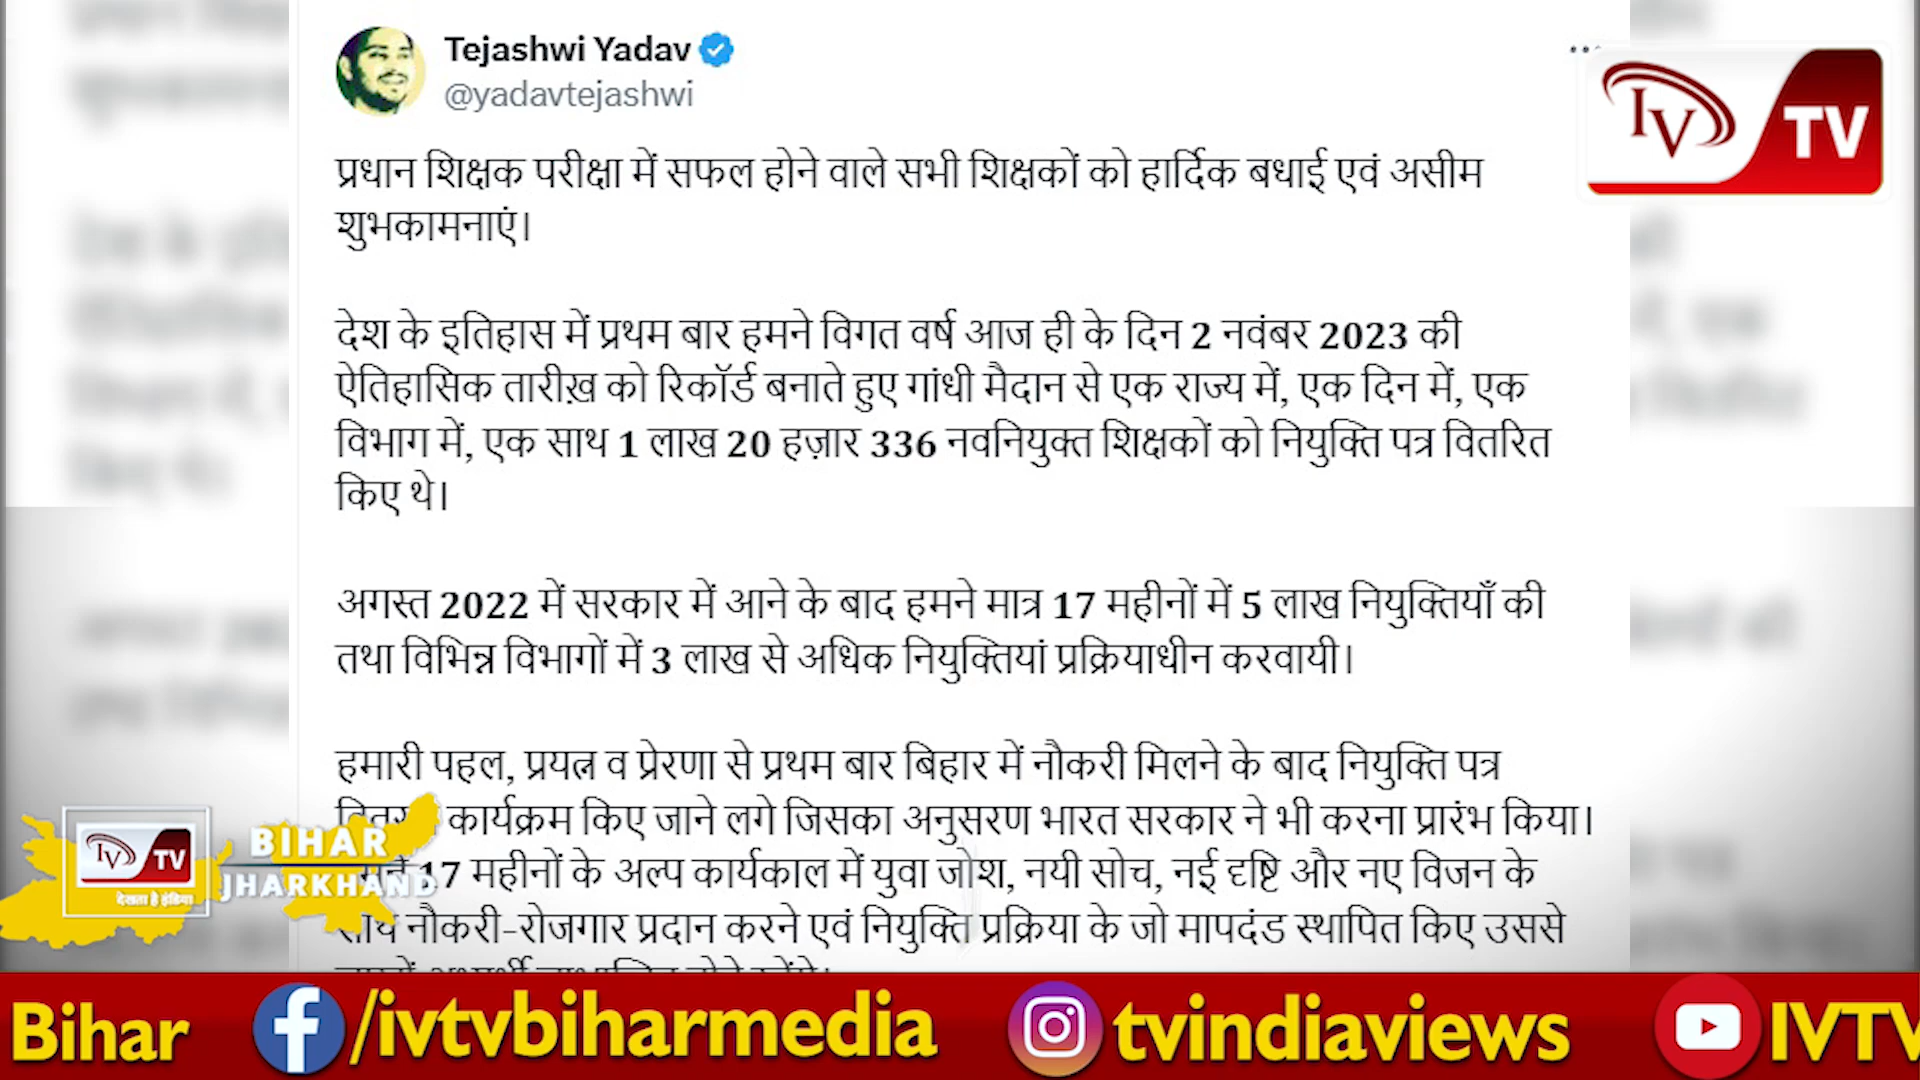 Tejashwi Yadav
@yadavtejashwi
प्रधान शिक्षक परीक्षा में सफल होने वाले सभी शिक्षकों को हार्दिक बधाई एवं असीम
शुभकामनाएं।
देश के इतिहास में प्रथम बार हमने विगत वर्ष आज ही के दिन 2 नवंबर 2023 की
ऐतिहासिक तारीख़ को रिकॉर्ड बनाते हुए गांधी मैदान से एक राज्य में, एक दिन में, एक
विभाग में, एक साथ 1 लाख 20 हज़ार 336 नवनियुक्त शिक्षकों को नियुक्ति पत्र वितरित
किए थे।
अगस्त 2022 में सरकार में आने के बाद हमने मात्र 17 महीनों में 5 लाख नियुक्तियाँ की
तथा विभिन्न विभागों में 3 लाख से अधिक नियुक्तियां प्रक्रियाधीन करवायी।
हमारी पहल, प्रयत्न व प्रेरणा से प्रथम बार बिहार में नौकरी मिलने के बाद नियुक्ति पत्र
कार्यक्रम किए जाने लगे जिसका अनुसरण भारत सरकार ने भी करना प्रारंभ किया।
17 महीनों के अल्प कार्यकाल में युवा जोश, नयी सोच, नई दृष्टि और नए विजन के
साथ नौकरी-रोजगार प्रदान करने एवं नियुक्ति प्रक्रिया के जो मापदंड स्थापित किए उससे
IV TV
IV TV
देखता है इंडिया
BIHAR
JHARKHAND
Bihar /ivtvbiharmedia tvindiaviews IVTV